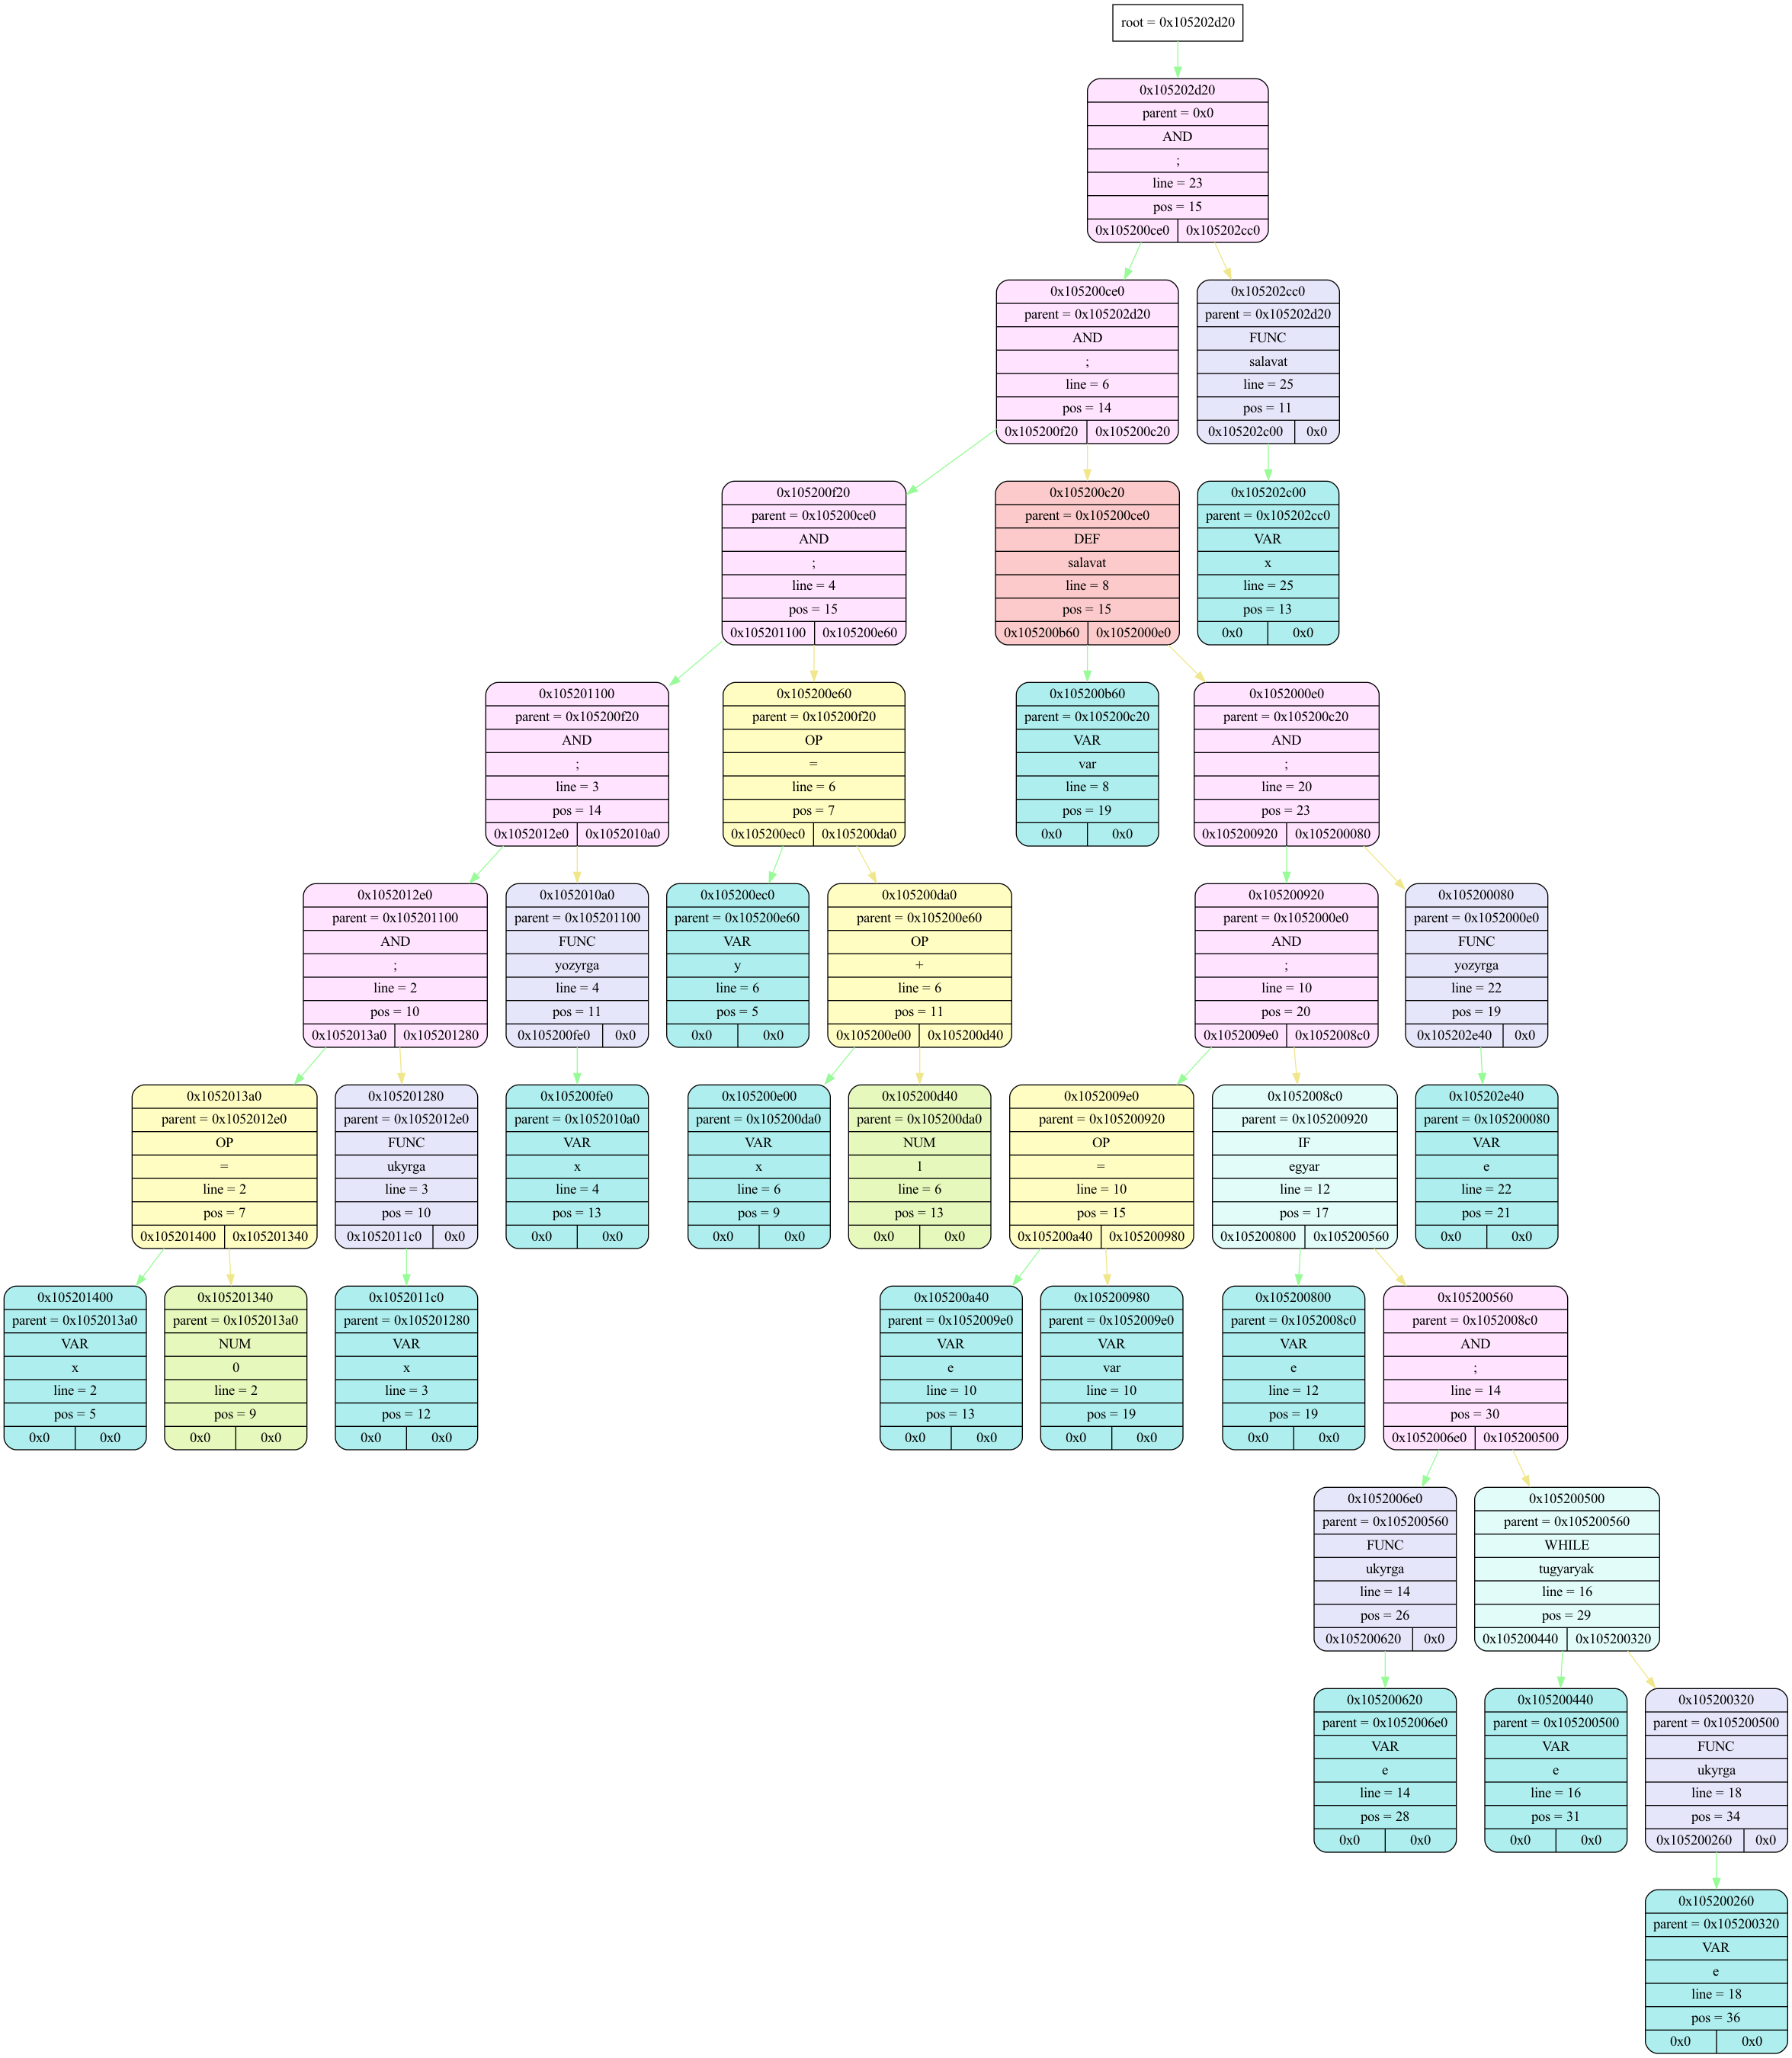 root = 0x105202d20
0x105202d20
parent = 0x0
AND
;
line = 23
pos = 15
0x105200ce0 0x105202cc0
0x105200ce0
parent = 0x105202d20
AND
;
line = 6
pos = 14
0x105200f20 0x105200c20
0x105202cc0
parent = 0x105202d20
FUNC
salavat
line = 25
pos = 11
0x105202c00 0x0
0x105200f20
parent = 0x105200ce0
AND
;
line = 4
pos = 15
0x105201100 0x105200e60
0x105200c20
parent = 0x105200ce0
DEF
salavat
line = 8
pos = 15
0x105200b60 0x1052000e0
0x105202c00
parent = 0x105202cc0
VAR
x
line = 25
pos = 13
0x0 0x0
0x105201100
parent = 0x105200f20
AND
;
line = 3
pos = 14
0x1052012e0 0x1052010a0
0x105200e60
parent = 0x105200f20
OP
=
line = 6
pos = 7
0x105200ec0 0x105200da0
0x105200b60
parent = 0x105200c20
VAR
var
line = 8
pos = 19
0x0 0x0
0x1052000e0
parent = 0x105200c20
AND
;
line = 20
pos = 23
0x105200920 0x105200080
0x1052012e0
parent = 0x105201100
AND
;
line = 2
pos = 10
0x1052013a0 0x105201280
0x1052010a0
parent = 0x105201100
FUNC
yozyrga
line = 4
pos = 11
0x105200fe0 0x0
0x105200ec0
parent = 0x105200e60
VAR
y
line = 6
pos = 5
0x0 0x0
0x105200da0
parent = 0x105200e60
OP
+
line = 6
pos = 11
0x105200e00 0x105200d40
0x105200920
parent = 0x1052000e0
AND
;
line = 10
pos = 20
0x1052009e0 0x1052008c0
0x105200080
parent = 0x1052000e0
FUNC
yozyrga
line = 22
pos = 19
0x105202e40 0x0
0x1052013a0
parent = 0x1052012e0
OP
=
line = 2
pos = 7
0x105201400 0x105201340
0x105201280
parent = 0x1052012e0
FUNC
ukyrga
line = 3
pos = 10
0x1052011c0 0x0
0x105200fe0
parent = 0x1052010a0
VAR
x
line = 4
pos = 13
0x0 0x0
0x105200e00
parent = 0x105200da0
VAR
x
line = 6
pos = 9
0x0 0x0
0x105200d40
parent = 0x105200da0
NUM
1
line = 6
pos = 13
0x0 0x0
0x1052009e0
parent = 0x105200920
OP
=
line = 10
pos = 15
0x105200a40 0x105200980
0x1052008c0
parent = 0x105200920
IF
egyar
line = 12
pos = 17
0x105200800 0x105200560
0x105202e40
parent = 0x105200080
VAR
e
line = 22
pos = 21
0x0 0x0
0x105201400
parent = 0x1052013a0
VAR
x
line = 2
pos = 5
0x0 0x0
0x105201340
parent = 0x1052013a0
NUM
0
line = 2
pos = 9
0x0 0x0
0x1052011c0
parent = 0x105201280
VAR
x
line = 3
pos = 12
0x0 0x0
0x105200a40
parent = 0x1052009e0
VAR
e
line = 10
pos = 13
0x0 0x0
0x105200980
parent = 0x1052009e0
VAR
var
line = 10
pos = 19
0x0 0x0
0x105200800
parent = 0x1052008c0
VAR
e
line = 12
pos = 19
0x0 0x0
0x105200560
parent = 0x1052008c0
AND
;
line = 14
pos = 30
0x1052006e0 0x105200500
0x1052006e0
parent = 0x105200560
FUNC
ukyrga
line = 14
pos = 26
0x105200620 0x0
0x105200500
parent = 0x105200560
WHILE
tugyaryak
line = 16
pos = 29
0x105200440 0x105200320
0x105200620
parent = 0x1052006e0
VAR
e
line = 14
pos = 28
0x0 0x0
0x105200440
parent = 0x105200500
VAR
e
line = 16
pos = 31
0x0 0x0
0x105200320
parent = 0x105200500
FUNC
ukyrga
line = 18
pos = 34
0x105200260 0x0
0x105200260
parent = 0x105200320
VAR
e
line = 18
pos = 36
0x0 0x0